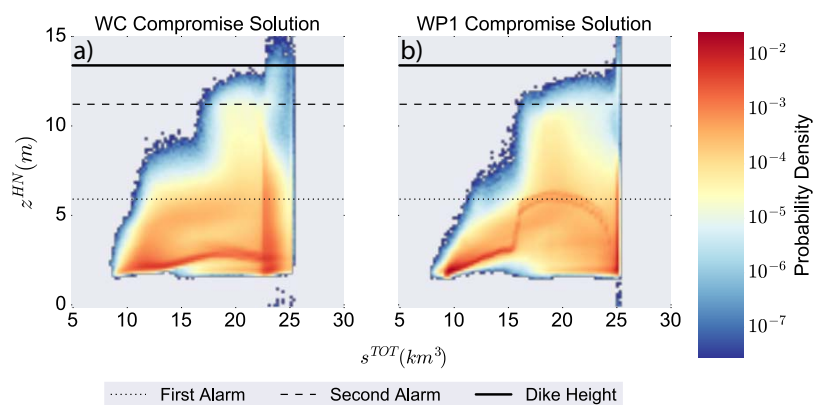 WC Compromise Solution
WP1 Compromise Solution
a)
b)
15
10
5
0
z^{HN}(m)
5 10 15 20 25 30
5 10 15 20 25 30
s^{TOT}(km^3)
10^{-2}
10^{-3}
10^{-4}
10^{-5}
10^{-6}
10^{-7}
Probability Density
First Alarm
Second Alarm
Dike Height